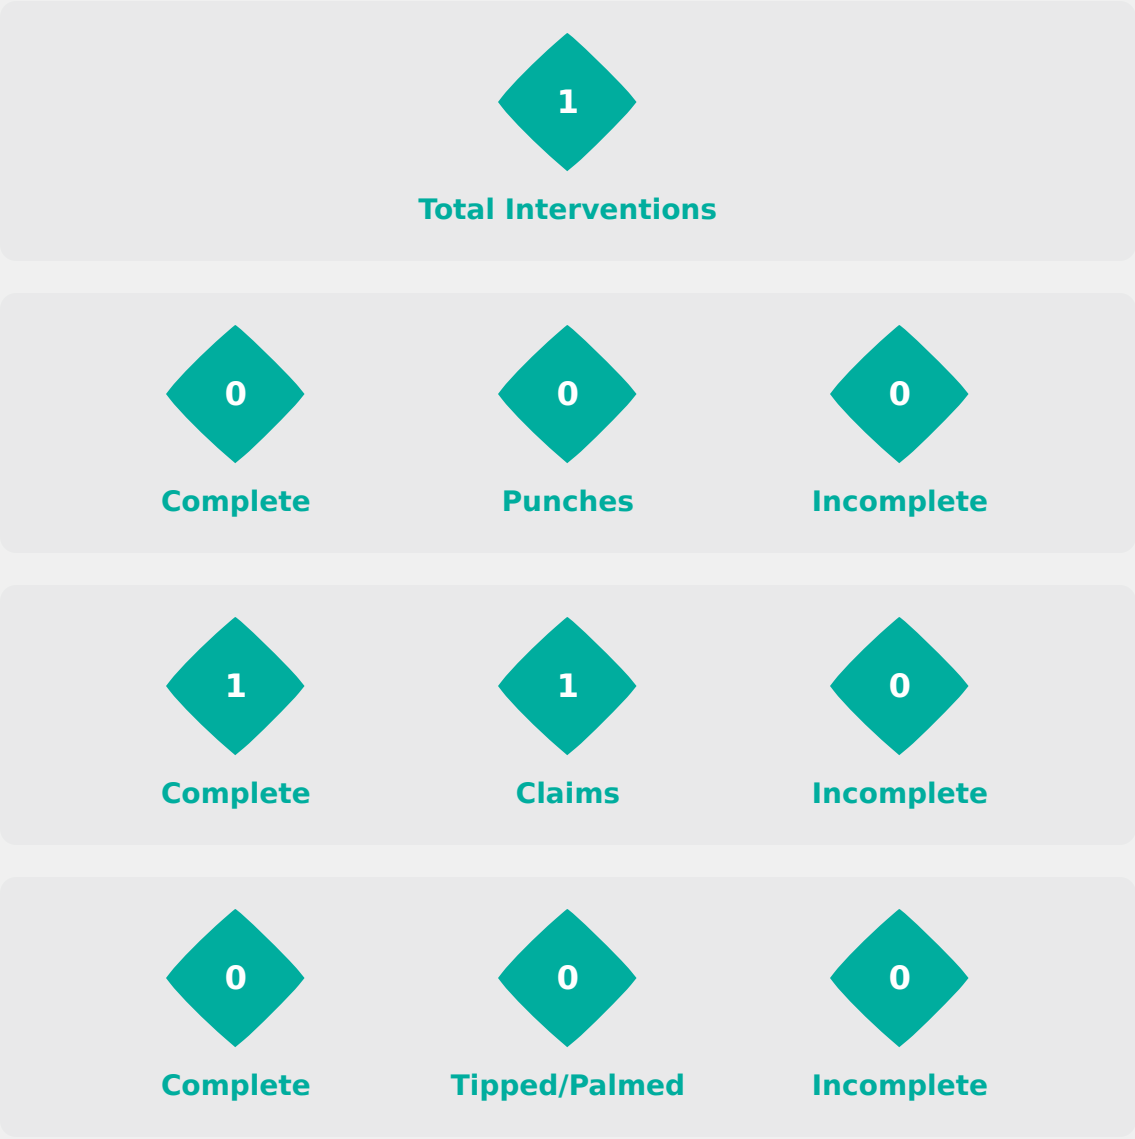 1
Total Interventions
0 0 0
Complete Punches Incomplete
1 1 0
Complete Claims Incomplete
0 0 0
Complete Tipped/Palmed Incomplete